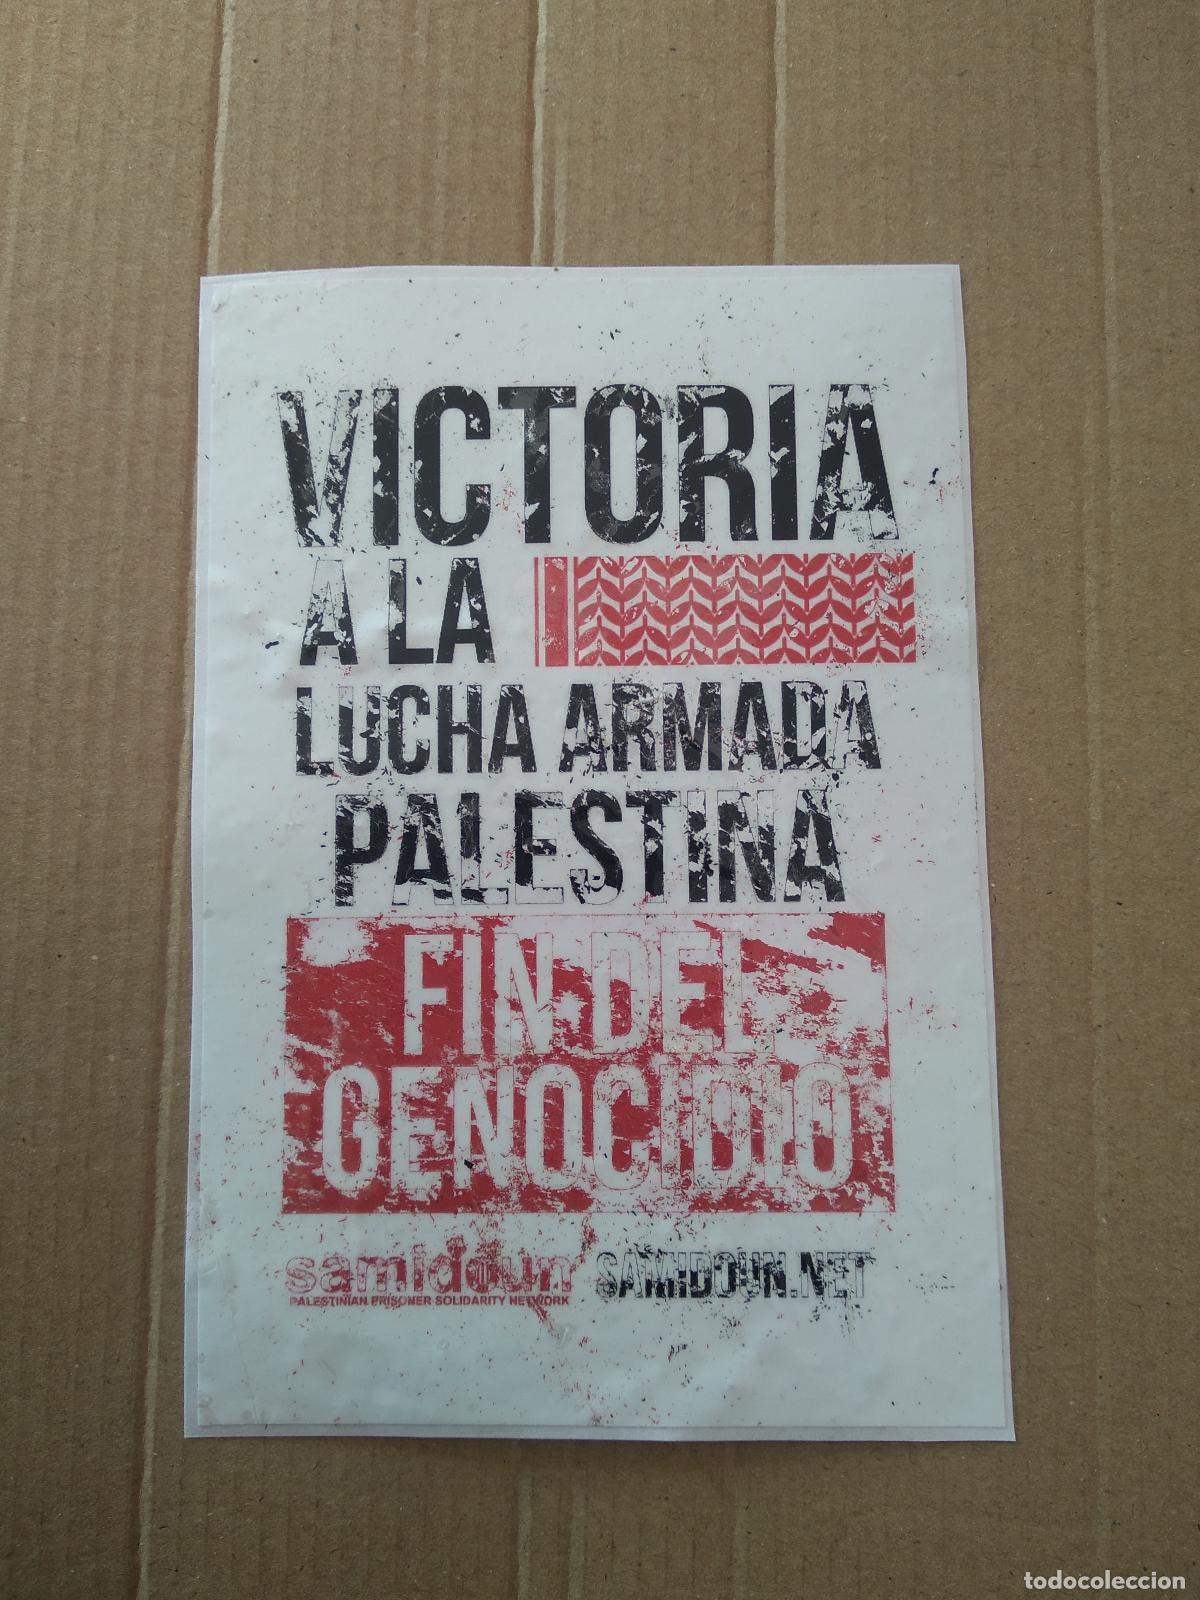 VICTORIA
A LA
LUCHA ARMADA
PALESTINA
FIN DEL
GENOCIDIO
samidoun SAMIDOUN.NET
PALESTINIAN PRISONER SOLIDARITY NETWORK
todocoleccion